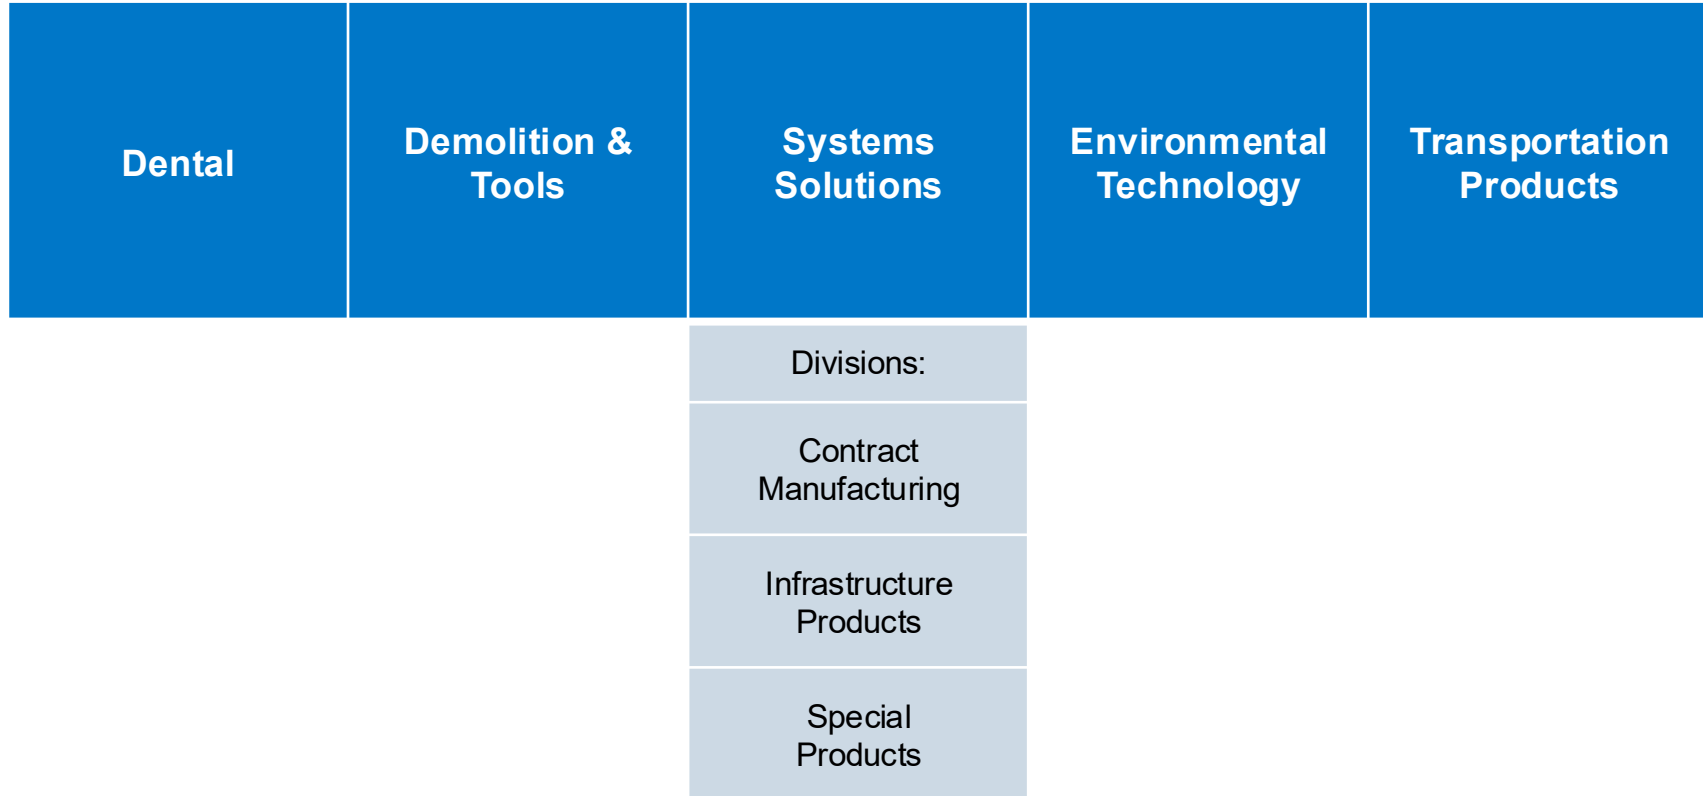 Dental
Demolition &
Tools
Systems
Solutions
Environmental
Technology
Transportation
Products
Divisions:
Contract
Manufacturing
Infrastructure
Products
Special
Products